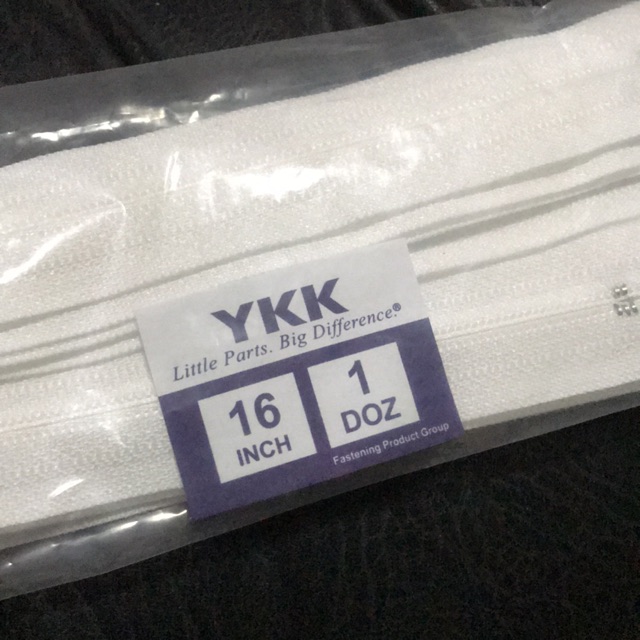 YKK
Little Parts. Big Difference®
16
INCH
1
DOZ
Fastening Product Group